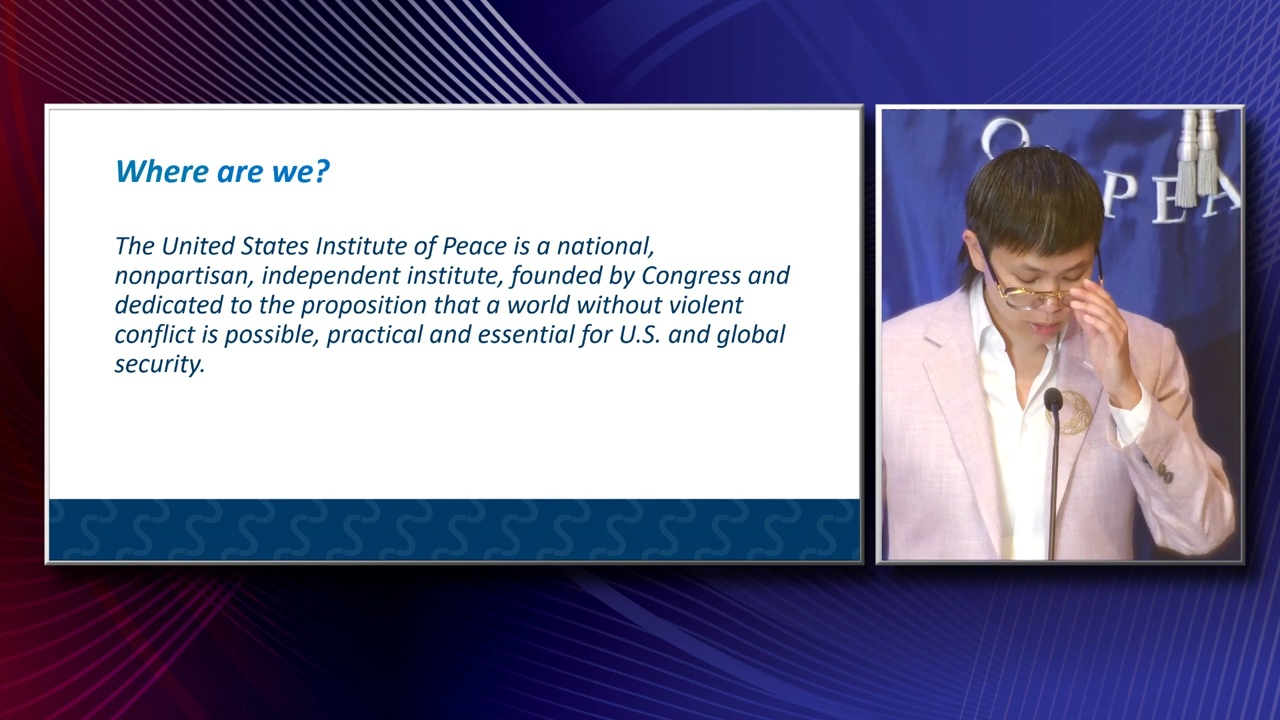 Where are we?
The United States Institute of Peace is a national,
nonpartisan, independent institute, founded by Congress and
dedicated to the proposition that a world without violent
conflict is possible, practical and essential for U.S. and global
security.